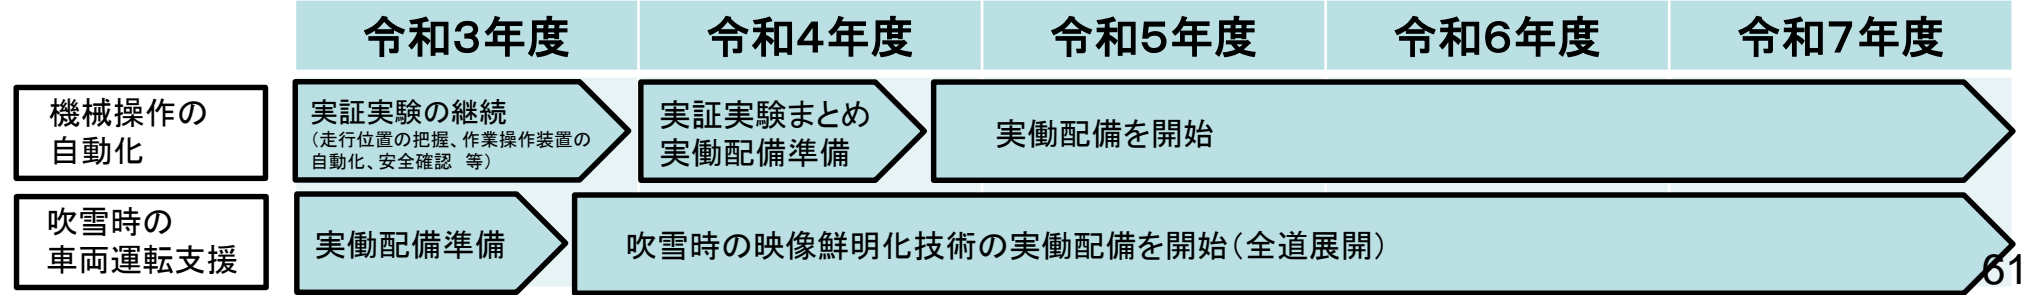 令和3年度 令和4年度 令和5年度 令和6年度 令和7年度
機械操作の
自動化
実証実験の継続
（走行位置の把握、作業操作装置の
自動化、安全確認　等）
実証実験まとめ
実働配備準備
実働配備を開始
吹雪時の
車両運転支援
実働配備準備
吹雪時の映像鮮明化技術の実働配備を開始（全道展開）
61